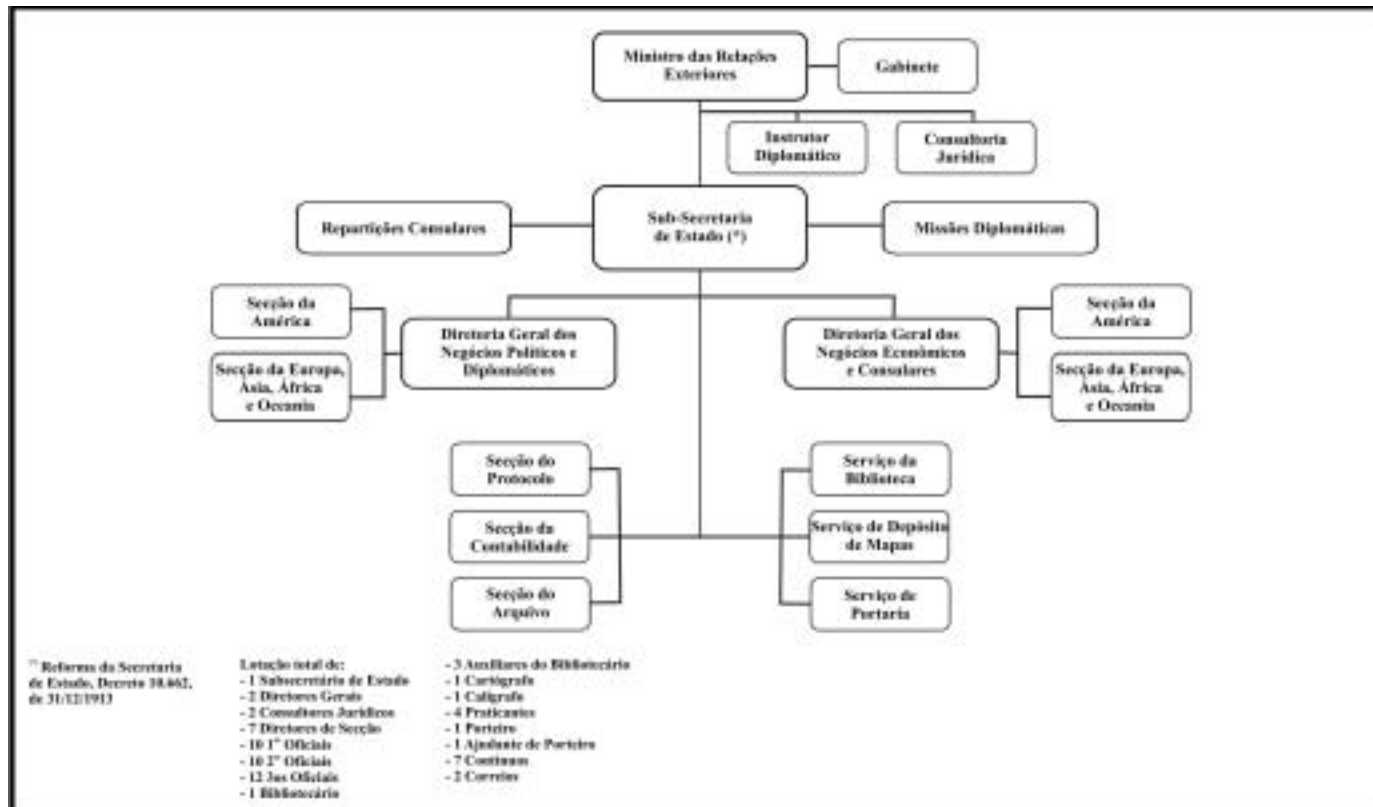 Ministro das Relações
Exteriores
Gabinete
Instrutor
Diplomático
Consultoria
Jurídico
Repartições Consulares
Sub-Secretaria
de Estado (*)
Missões Diplomáticas
Secção da
América
Secção da Europa,
Àsia, África
e Oceania
Diretoria Geral dos
Negócios Políticos e
Diplomáticos
Diretoria Geral dos
Negócios Econômicos
e Consulares
Secção da
América
Secção da Europa,
Àsia, África
e Oceania
Secção do
Protocolo
Secção da
Contabilidade
Secção do
Arquivo
Serviço da
Biblioteca
Serviço de Depósito
de Mapas
Serviço de
Portaria
(*) Reforma da Secretaria
de Estado, Decreto 10.662,
de 31/12/1913
Lotação total de:
- 1 Subsecretário de Estado
- 2 Diretores Gerais
- 2 Consultores Jurídicos
- 7 Diretores de Secção
- 10 1º Oficiais
- 10 2º Oficiais
- 12 3os Oficiais
- 1 Bibliotecário
- 3 Auxiliares do Bibliotecário
- 1 Cartógrafo
- 1 Calígrafo
- 4 Praticantes
- 1 Porteiro
- 1 Ajudante de Porteiro
- 7 Contínuos
- 2 Correios